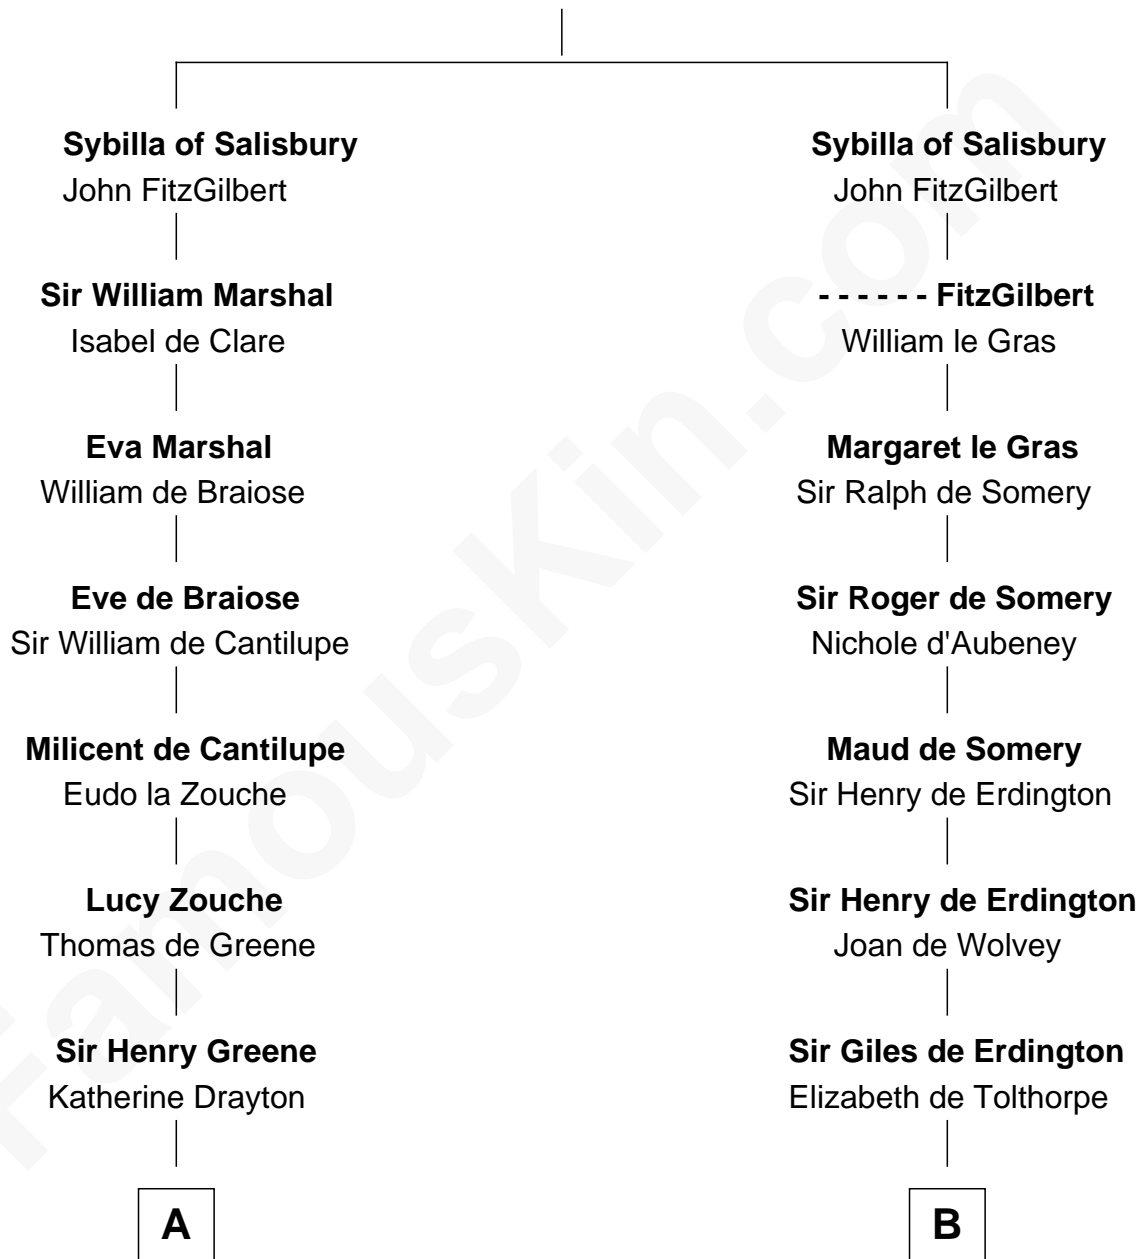 Sybilla of Salisbury
John FitzGilbert
Sir William Marshal
Isabel de Clare
Eva Marshal
William de Braiose
Eve de Braiose
Sir William de Cantilupe
Milicent de Cantilupe
Eudo la Zouche
Lucy Zouche
Thomas de Greene
Sir Henry Greene
Katherine Drayton
A
Sybilla of Salisbury
John FitzGilbert
- - - - - - FitzGilbert
William le Gras
Margaret le Gras
Sir Ralph de Somery
Sir Roger de Somery
Nichole d'Aubeney
Maud de Somery
Sir Henry de Erdington
Sir Henry de Erdington
Joan de Wolvey
Sir Giles de Erdington
Elizabeth de Tolthorpe
B
FamousKin.com